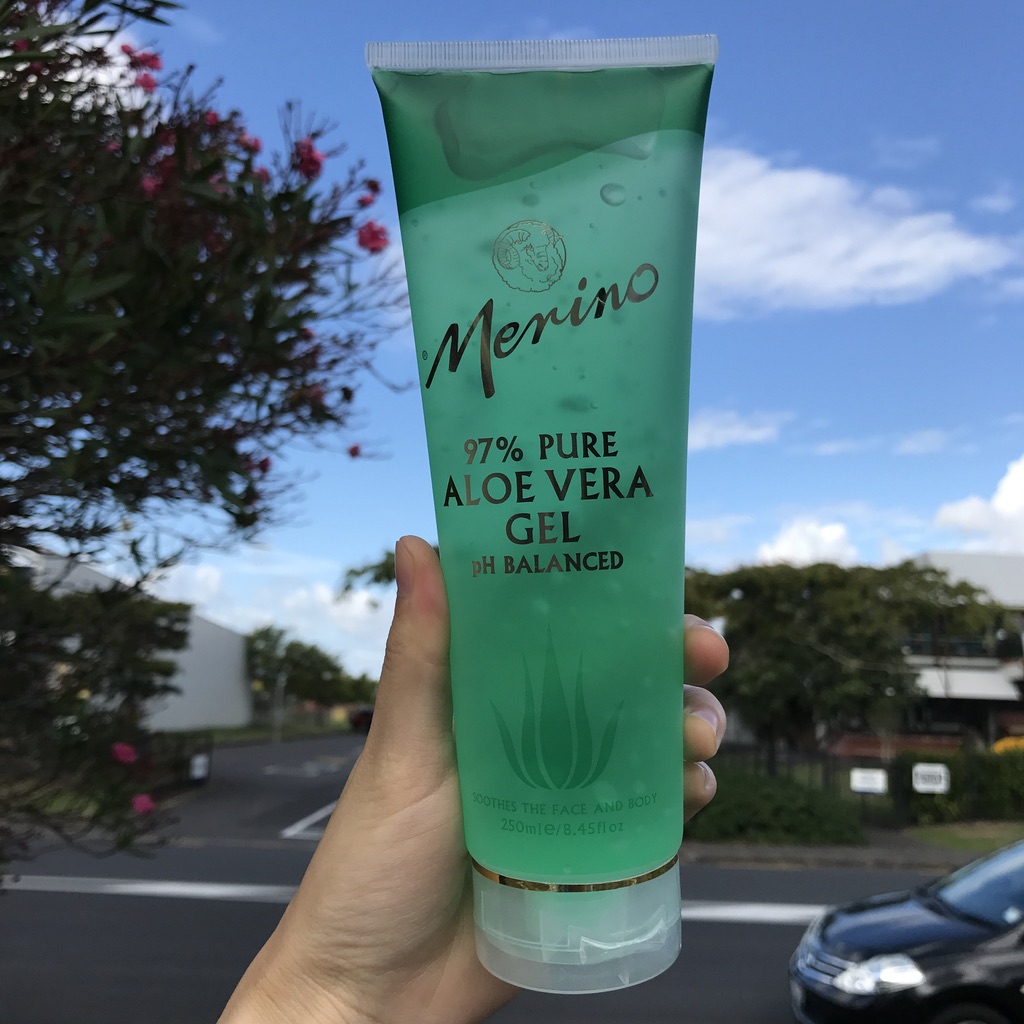 Merino
®
97% PURE
ALOE VERA
GEL
pH BALANCED
SOOTHES THE FACE AND BODY
250ml e/8.45fl oz